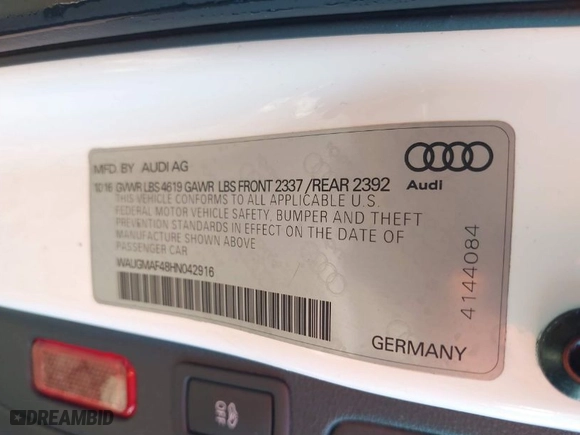 MFD. BY AUDI AG
10 16 GVWR LBS 4619 GAWR LBS FRONT 2337 / REAR 2392
THIS VEHICLE CONFORMS TO ALL APPLICABLE U.S.
FEDERAL MOTOR VEHICLE SAFETY, BUMPER AND THEFT
PREVENTION STANDARDS IN EFFECT ON THE DATE OF
MANUFACTURE SHOWN ABOVE
PASSENGER CAR
WAUGMAF48HN042916
Audi
4144084
GERMANY
DREAMBID